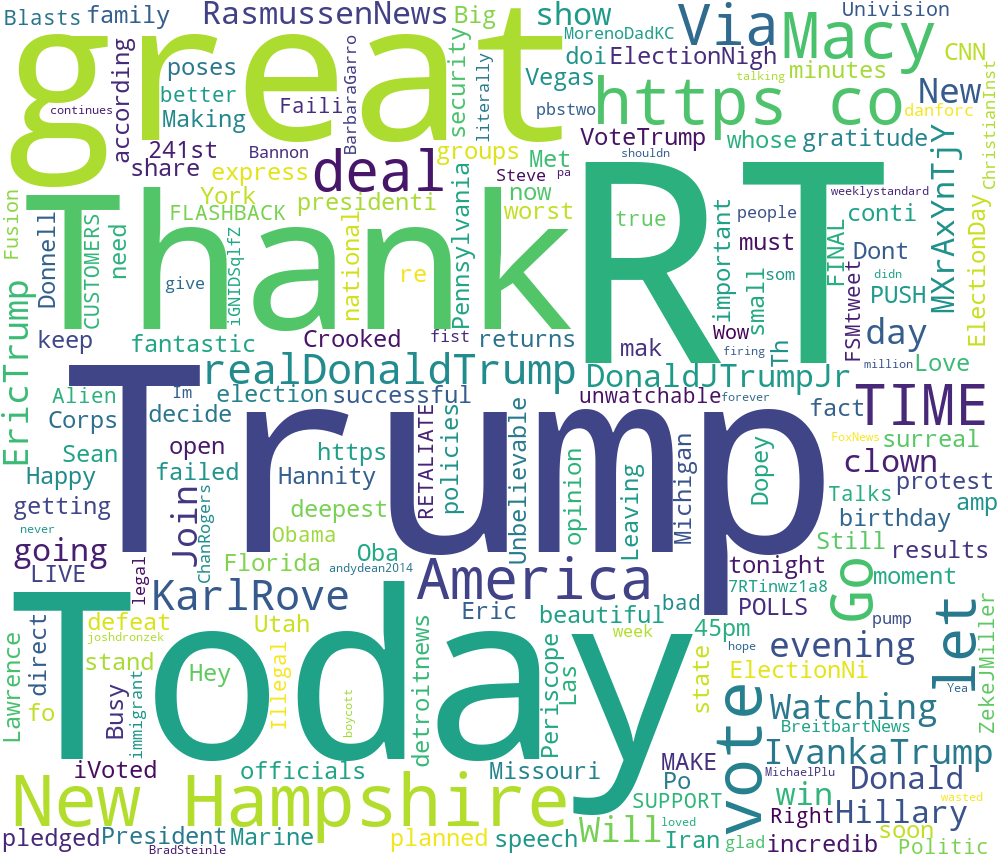 Blasts
family
RasmussenNews
Big
show
Via
Univision
great
according
poses
better
Making
Faili
BarbaraGarro
continues
security
literally
MorenoDadKC
doi
ElectionNigh
Vegas
pbstwo
Macy
talking
minutes
CNN
New
https co
danforc
ChristianInst
241st
share
Bannon
deal
groups
Met
VoteTrump
whose
gratitude
express
York
presidenti
Steve
pa
now
shouldn
RT
weeklystandard
MXrAxYnTjY
Fusion
Donnell
CUSTOMERS
need
FLASHBACK
iGNIDSqlfZ
Thank
give
national
re
Pennsylvania
worst
true
important
people
small
must
som
conti
Dont
FINAL
PUSH
didn
ElectionDay
EricTrump
keep
fantastic
Crooked
fist
returns
mak
Wow
firing
Th
day
FSMtweet
million
Love
realDonaldTrump
DonaldJTrumpJr
Alien
Im
election
successful
unwatchable
forever
fact
TIME
Corps
decide
Trump
Sean
open
https
RETALIATE
policies
Unbelievable
opinion
Leaving
Michigan
Dopey
FoxNews
surreal
clown
Happy
failed
Hannity
Talks
protest
getting
deepest
amp
never
ChanRogers
Obama
birthday
going
Join
Florida
Oba
Still
results
LIVE
legal
andydean2014
tonight
moment
America
7RTinwz1a8
Go
KarlRove
Eric
beautiful
bad
POLLS
pump
let
Today
Lawrence
direct
defeat
joshdronzek
Utah
detroitnews
week
45pm
hope
evening
stand
Hey
Illegal
boycott
Periscope
Las
state
ElectionNi
Yea
ZekeJMiller
fo
Busy
immigrant
vote
Watching
BreitbartNews
iVoted
officials
Missouri
MAKE
IvankaTrump
Po
MichaelPlu
Donald
New Hampshire
SUPPORT
win
wasted
Right
Hillary
pledged
President
Marine
planned
speech
Will
loved
Iran
glad
incredib
soon
Politic
BradSteinle